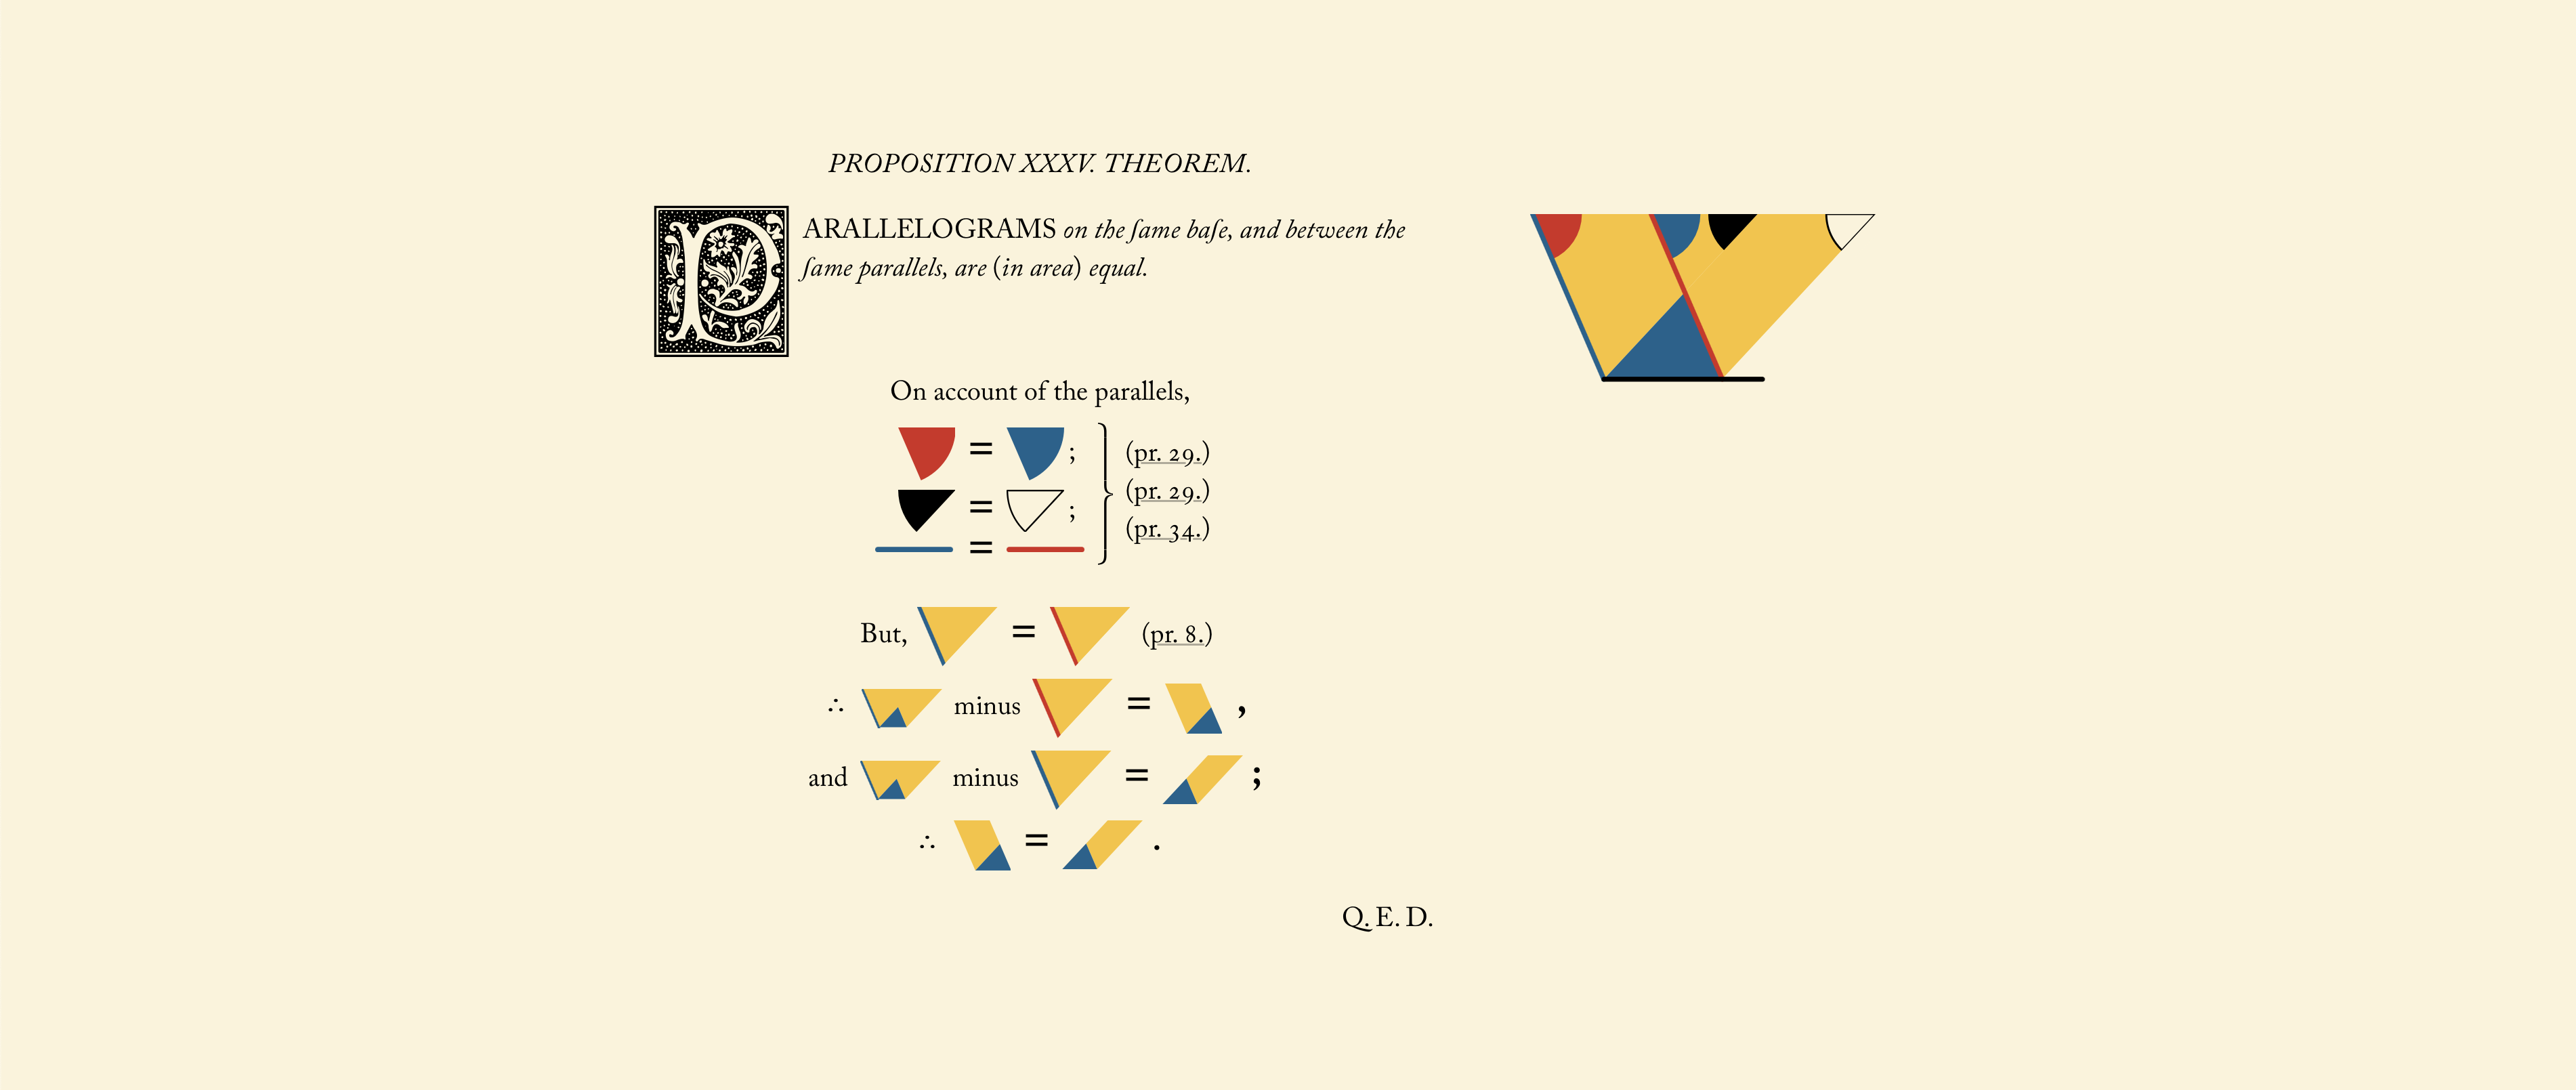 PROPOSITION XXXV. THEOREM.
PARALLELOGRAMS on the ſame baſe, and between the
ſame parallels, are (in area) equal.
On account of the parallels,
= ; (pr. 29.)
= ; (pr. 29.)
= (pr. 34.)
But, = (pr. 8.)
∴ minus = ,
and minus = ;
∴ = .
Q. E. D.